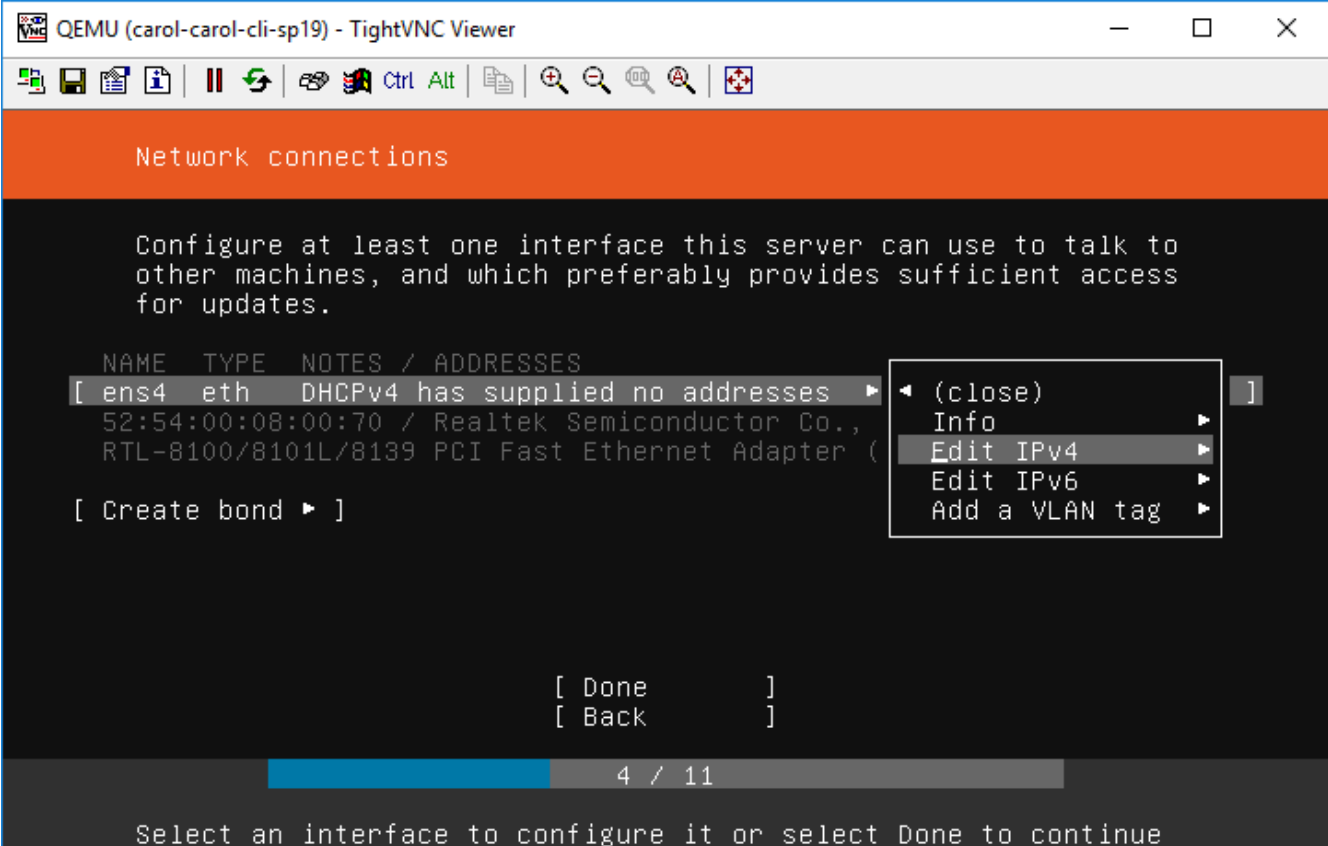 QEMU (carol-carol-cli-sp19) - TightVNC Viewer
Ctrl Alt
Network connections
Configure at least one interface this server can use to talk to
other machines, and which preferably provides sufficient access
for updates.
NAME TYPE NOTES / ADDRESSES
[ ens4 eth DHCPv4 has supplied no addresses ▸ ]
52:54:00:08:00:70 / Realtek Semiconductor Co.,
RTL-8100/8101L/8139 PCI Fast Ethernet Adapter (
◂ (close)
Info ▸
Edit IPv4 ▸
Edit IPv6 ▸
Add a VLAN tag ▸
[ Create bond ▸ ]
[ Done ]
[ Back ]
4 / 11
Select an interface to configure it or select Done to continue